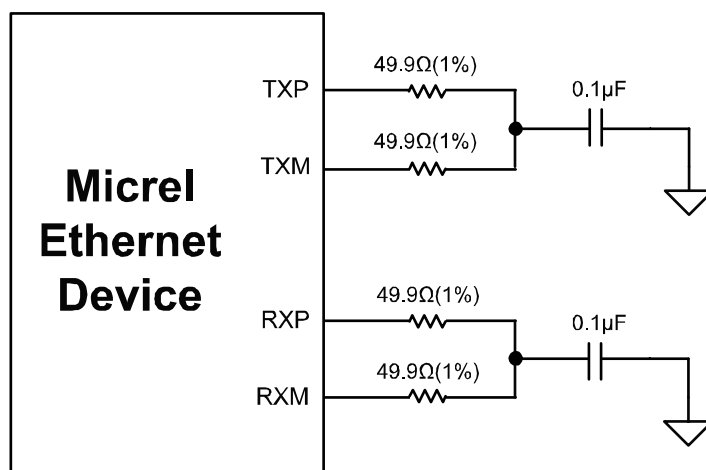 49.9Ω(1%)
TXP
0.1µF
49.9Ω(1%)
TXM
Micrel
Ethernet
Device
49.9Ω(1%)
RXP
0.1µF
49.9Ω(1%)
RXM